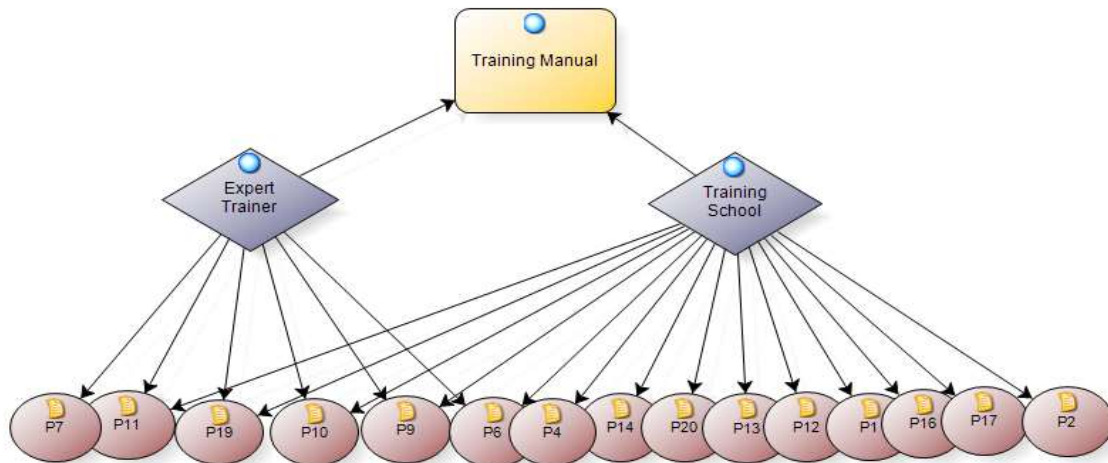 Training Manual
Expert
Trainer
Training
School
P7
P11
P19
P10
P9
P6
P4
P14
P20
P13
P12
P1
P16
P17
P2